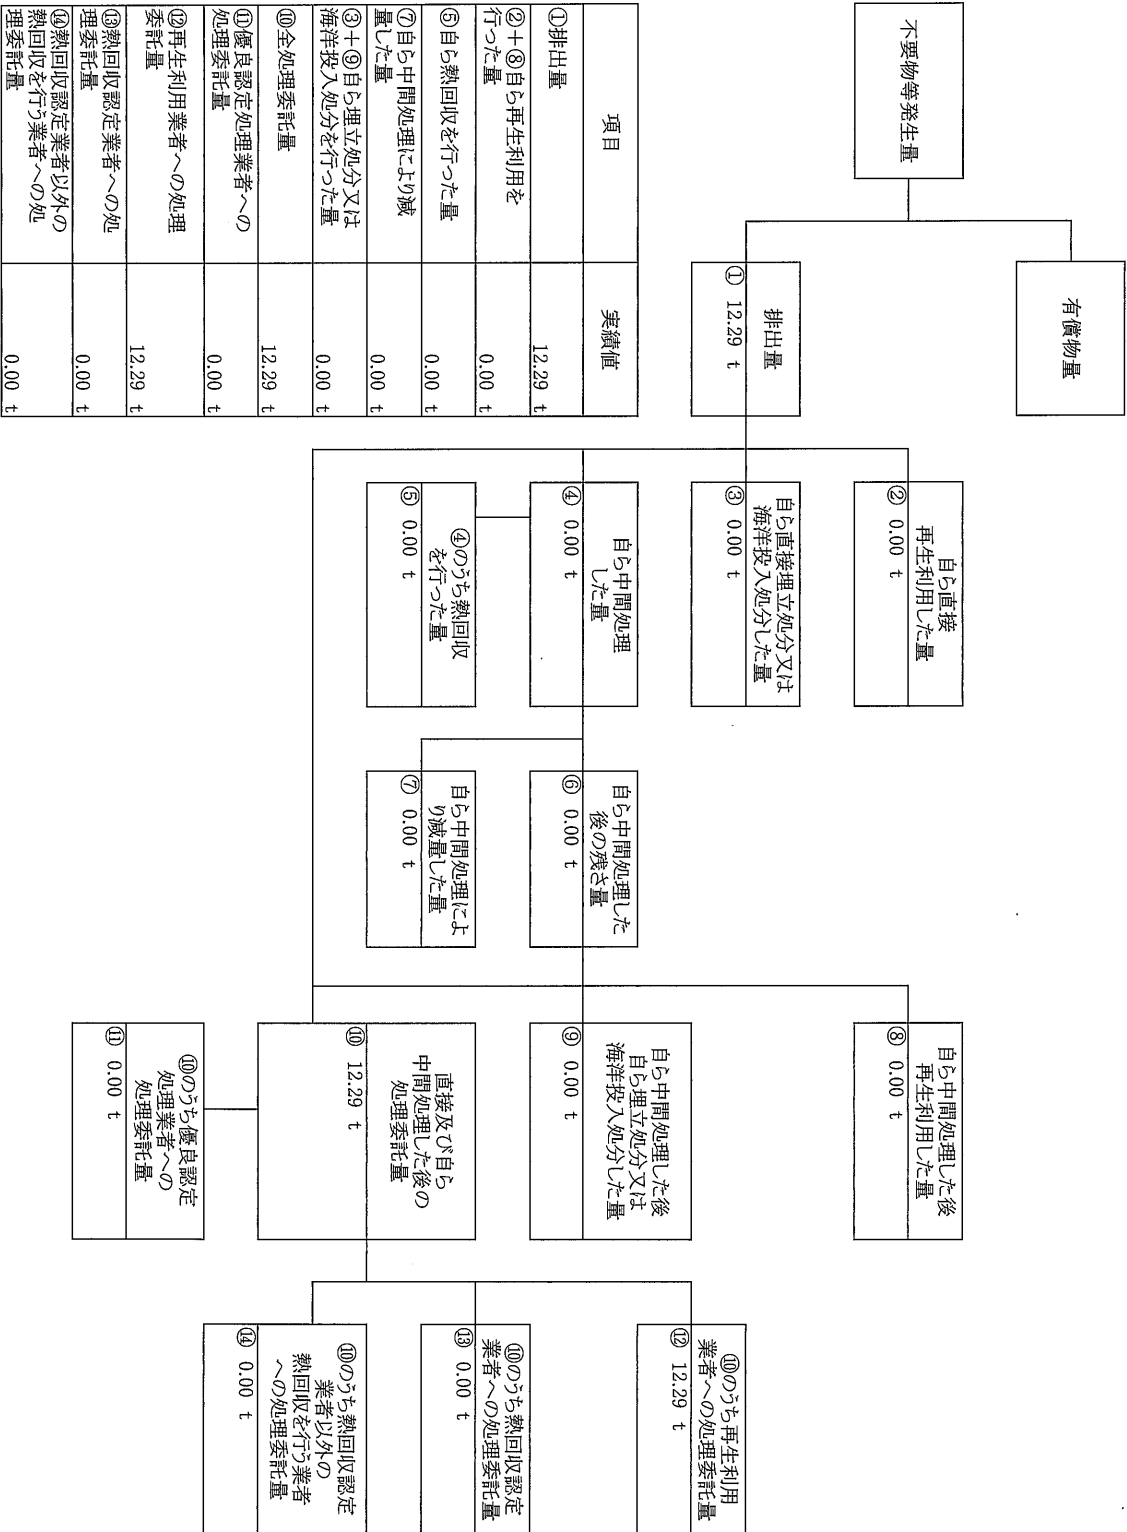 不要物等発生量
有償物量
排出量
① 12.29 t
自ら直接
再生利用した量
② 0.00 t
自ら直接埋立処分又は
海洋投入処分した量
③ 0.00 t
自ら中間処理
した量
④ 0.00 t
④のうち熱回収
を行った量
⑤ 0.00 t
自ら中間処理した
後の残さ量
⑥ 0.00 t
自ら中間処理によ
り減量した量
⑦ 0.00 t
自ら中間処理した後
再生利用した量
⑧ 0.00 t
自ら中間処理した後
自ら埋立処分又は
海洋投入処分した量
⑨ 0.00 t
直接及び自ら
中間処理した後の
処理委託量
⑩ 12.29 t
⑩のうち優良認定
処理業者への
処理委託量
⑪ 0.00 t
⑩のうち再生利用
業者への処理委託量
⑫ 12.29 t
⑩のうち熱回収認定
業者への処理委託量
⑬ 0.00 t
⑩のうち熱回収認定
業者以外の
熱回収を行う業者
への処理委託量
⑭ 0.00 t
項目 実績値
①排出量 12.29 t
②+⑧自ら再生利用を
行った量 0.00 t
⑤自ら熱回収を行った量 0.00 t
⑦自ら中間処理により減
量した量 0.00 t
③+⑨自ら埋立処分又は
海洋投入処分を行った量 0.00 t
⑩全処理委託量 12.29 t
⑪優良認定処理業者への
処理委託量 0.00 t
⑫再生利用業者への処理
委託量 12.29 t
⑬熱回収認定業者への処
理委託量 0.00 t
⑭熱回収認定業者以外の
熱回収を行う業者への処
理委託量 0.00 t